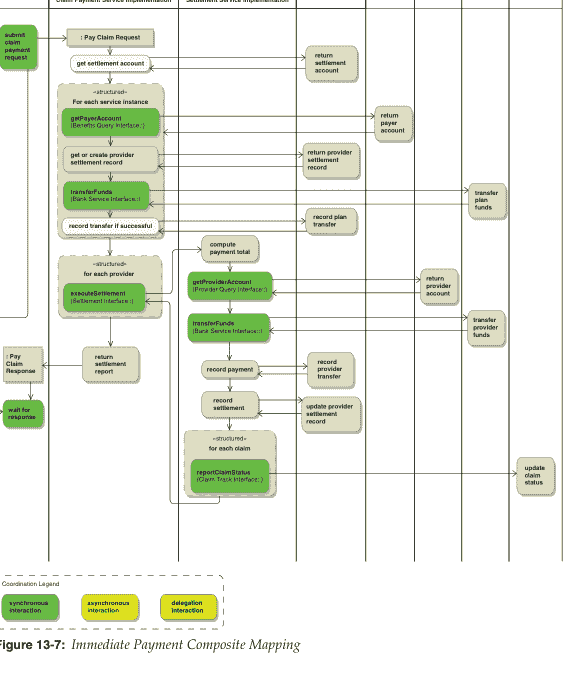 Claim Payment Service Implementation
Settlement Service Implementation
submit
claim
payment
request
: Pay Claim Request
get settlement account
return
settlement
account
«structured»
For each service instance
getPayerAccount
(Benefits Query Interface::)
return
payer
account
get or create provider
settlement record
return provider
settlement
record
transferFunds
(Bank Service Interface::)
transfer
plan
funds
record transfer if successful
record plan
transfer
compute
payment total
«structured»
for each provider
executeSettlement
(Settlement Interface::)
getProviderAccount
(Provider Query Interface::)
return
provider
account
transferFunds
(Bank Service Interface::)
transfer
provider
funds
: Pay
Claim
Response
return
settlement
report
record payment
record
provider
transfer
wait for
response
record
settlement
update provider
settlement
record
«structured»
for each claim
reportClaimStatus
(Claim Track Interface::)
update
claim
status
Coordination Legend
synchronous
interaction
asynchronous
interaction
delegation
interaction
Figure 13-7: Immediate Payment Composite Mapping